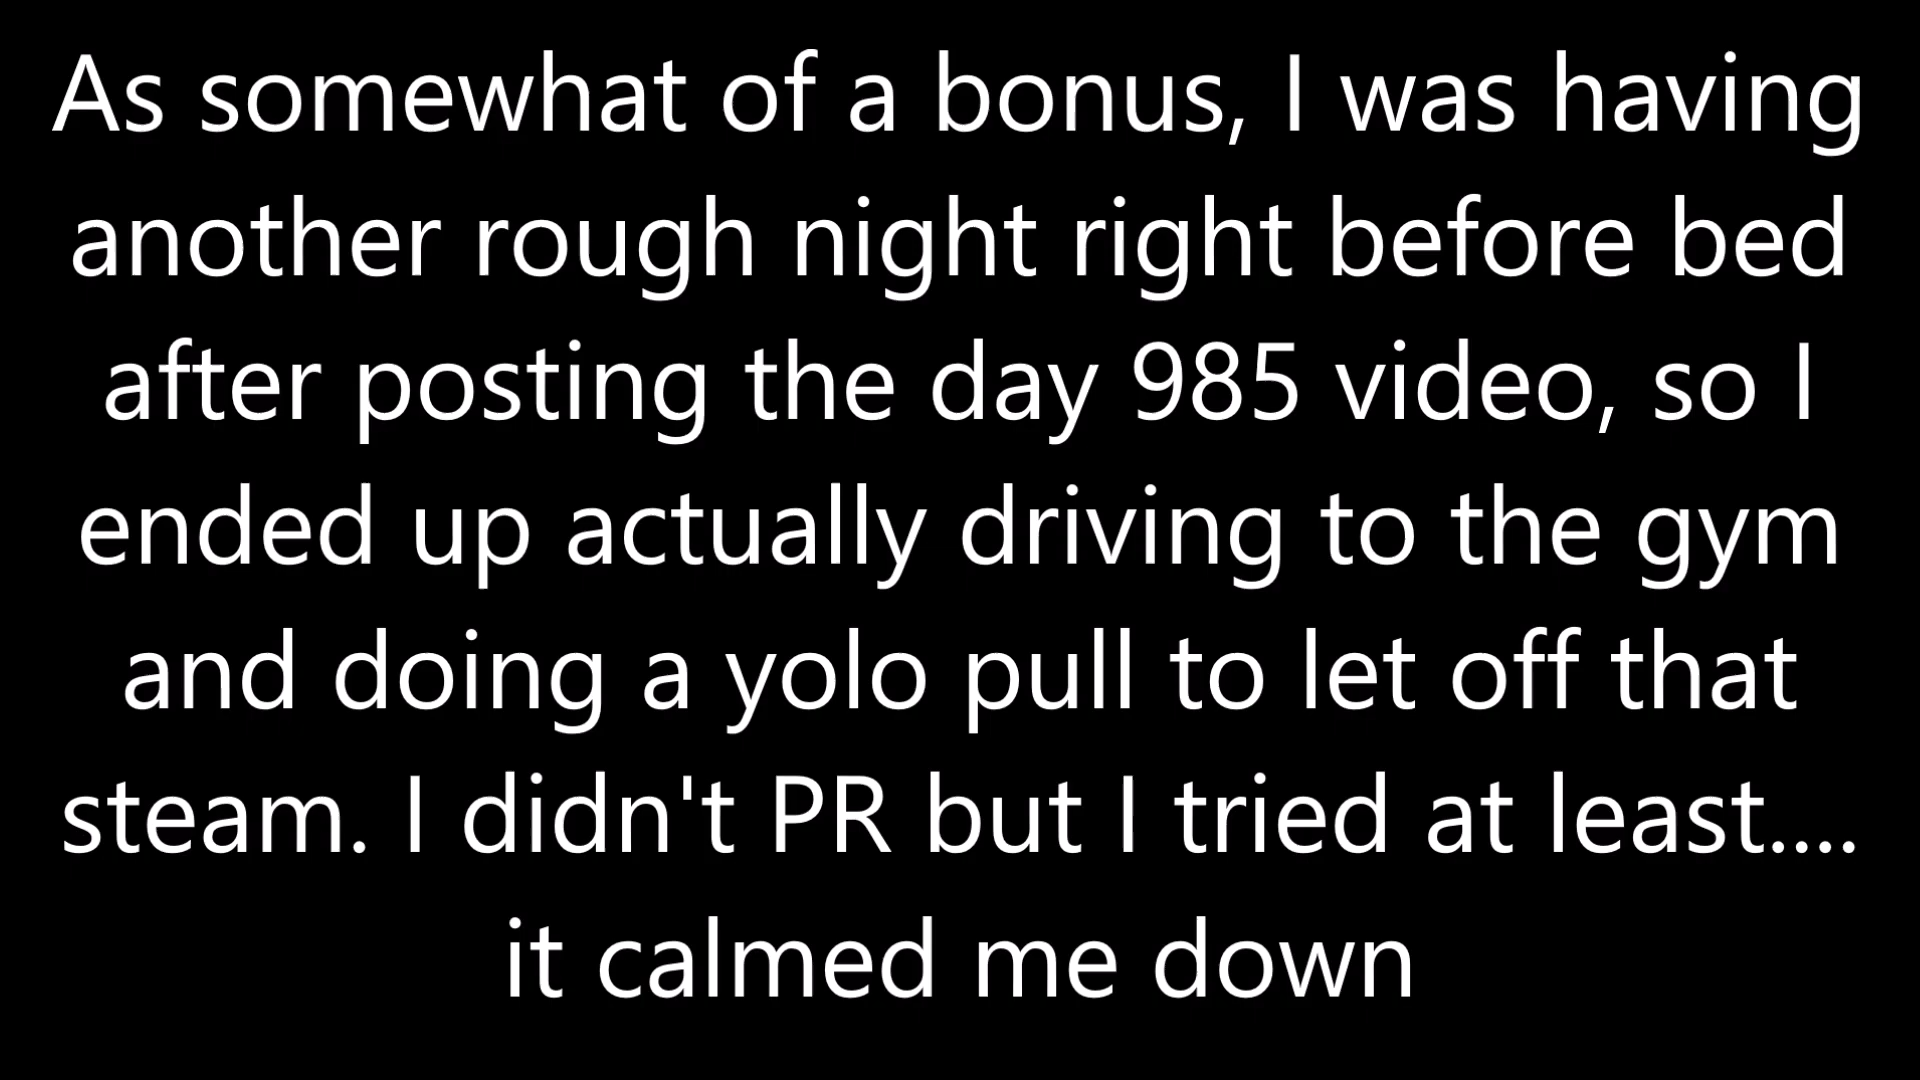 As somewhat of a bonus, I was having
another rough night right before bed
after posting the day 985 video, so I
ended up actually driving to the gym
and doing a yolo pull to let off that
steam. I didn't PR but I tried at least....
it calmed me down